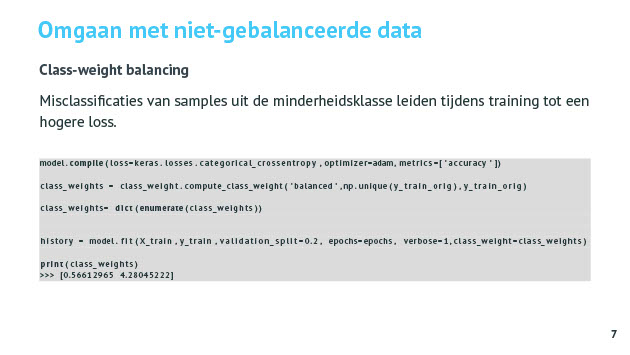 Omgaan met niet-gebalanceerde data
Class-weight balancing
Misclassificaties van samples uit de minderheidsklasse leiden tijdens training tot een
hogere loss.
model.compile(loss=keras.losses.categorical_crossentropy,optimizer=adam,metrics=['accuracy'])
class_weights = class_weight.compute_class_weight('balanced',np.unique(y_train_orig),y_train_orig)
class_weights= dict(enumerate(class_weights))
history = model.fit(X_train,y_train,validation_split=0.2, epochs=epochs, verbose=1,class_weight=class_weights)
print(class_weights)
>>> [0.56612965 4.28045222]
7